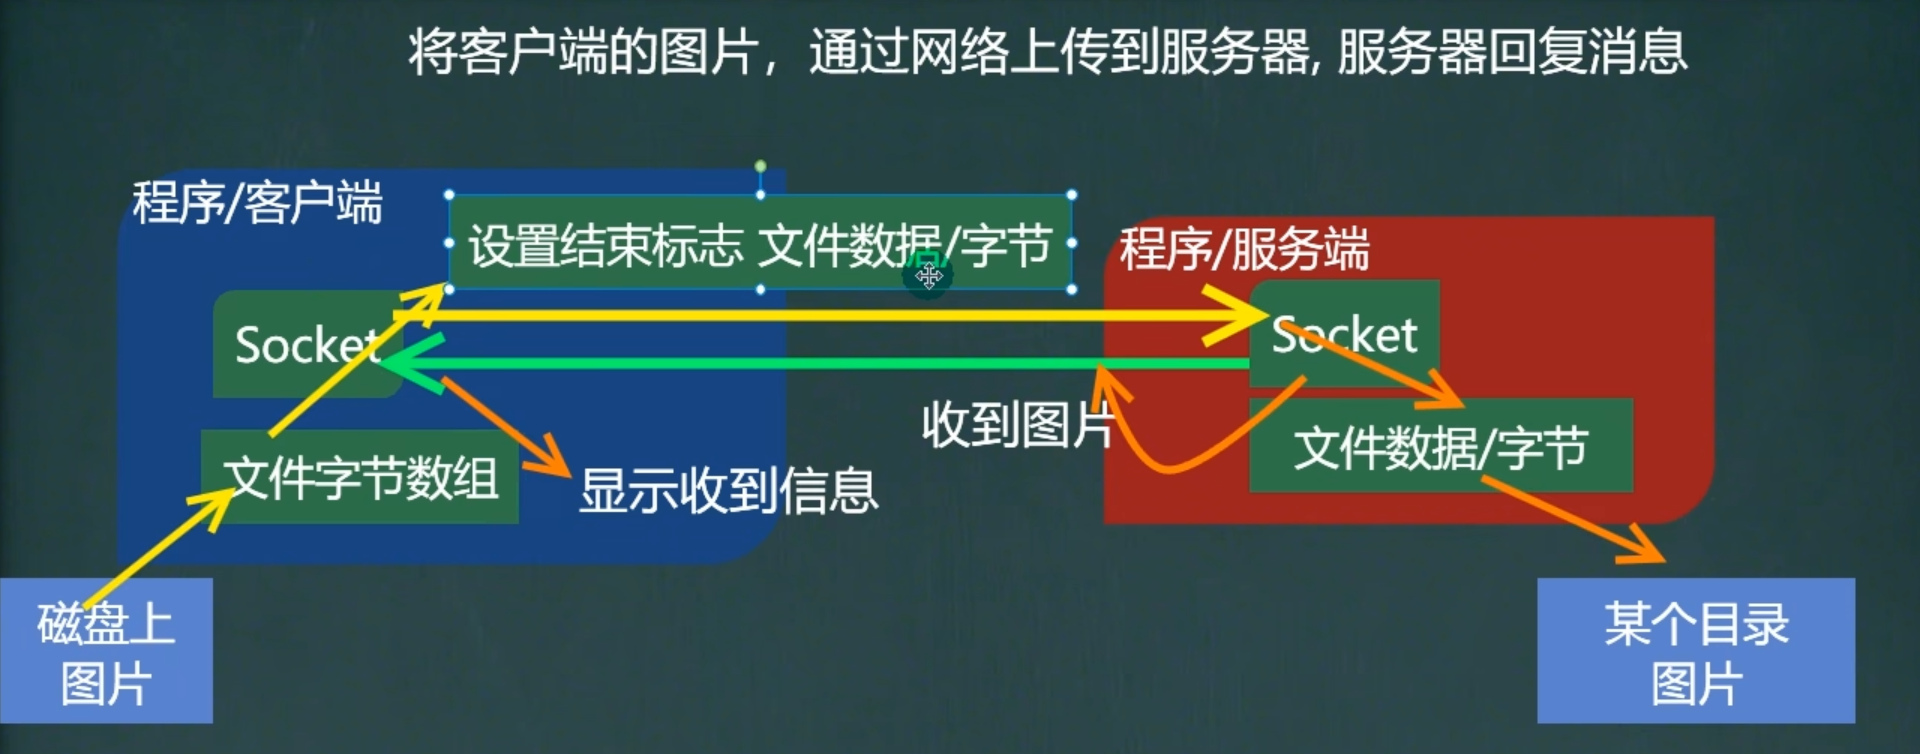 将客户端的图片，通过网络上传到服务器, 服务器回复消息
程序/客户端
设置结束标志 文件数据/字节
程序/服务端
Socket
Socket
收到图片
文件数据/字节
文件字节数组
显示收到信息
磁盘上
图片
某个目录
图片